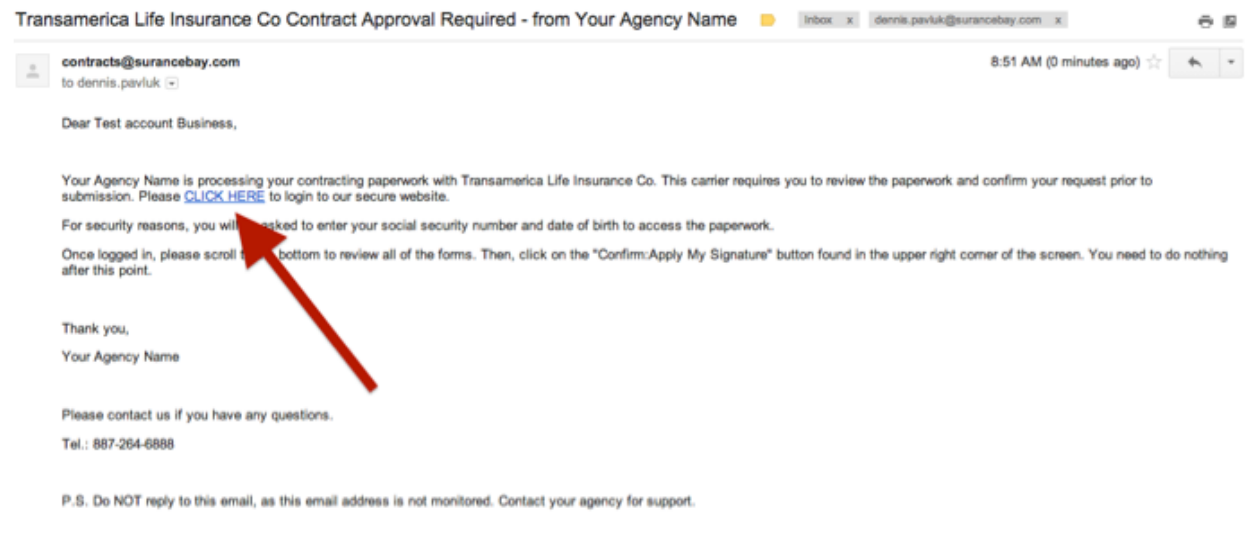 Transamerica Life Insurance Co Contract Approval Required - from Your Agency Name Inbox x dennis.pavluk@surancebay.com x
contracts@surancebay.com 8:51 AM (0 minutes ago)
to dennis.pavluk
Dear Test account Business,
Your Agency Name is processing your contracting paperwork with Transamerica Life Insurance Co. This carrier requires you to review the paperwork and confirm your request prior to
submission. Please CLICK HERE to login to our secure website.
For security reasons, you will asked to enter your social security number and date of birth to access the paperwork.
Once logged in, please scroll bottom to review all of the forms. Then, click on the "Confirm:Apply My Signature" button found in the upper right corner of the screen. You need to do nothing
after this point.
Thank you,
Your Agency Name
Please contact us if you have any questions.
Tel.: 887-264-6888
P.S. Do NOT reply to this email, as this email address is not monitored. Contact your agency for support.